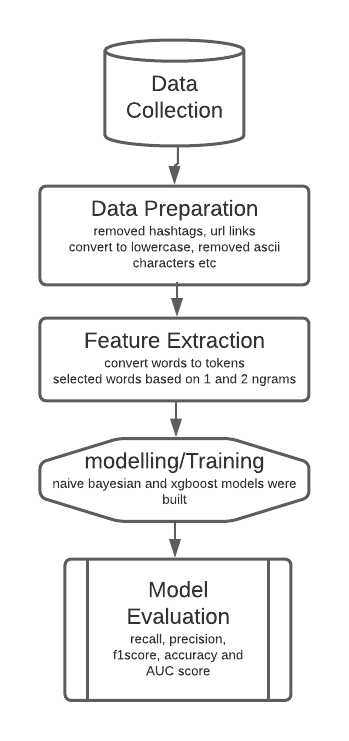 Data
Collection
Data Preparation
removed hashtags, url links
convert to lowercase, removed ascii
characters etc
Feature Extraction
convert words to tokens
selected words based on 1 and 2 ngrams
modelling/Training
naive bayesian and xgboost models were
built
Model
Evaluation
recall, precision,
f1score, accuracy and
AUC score